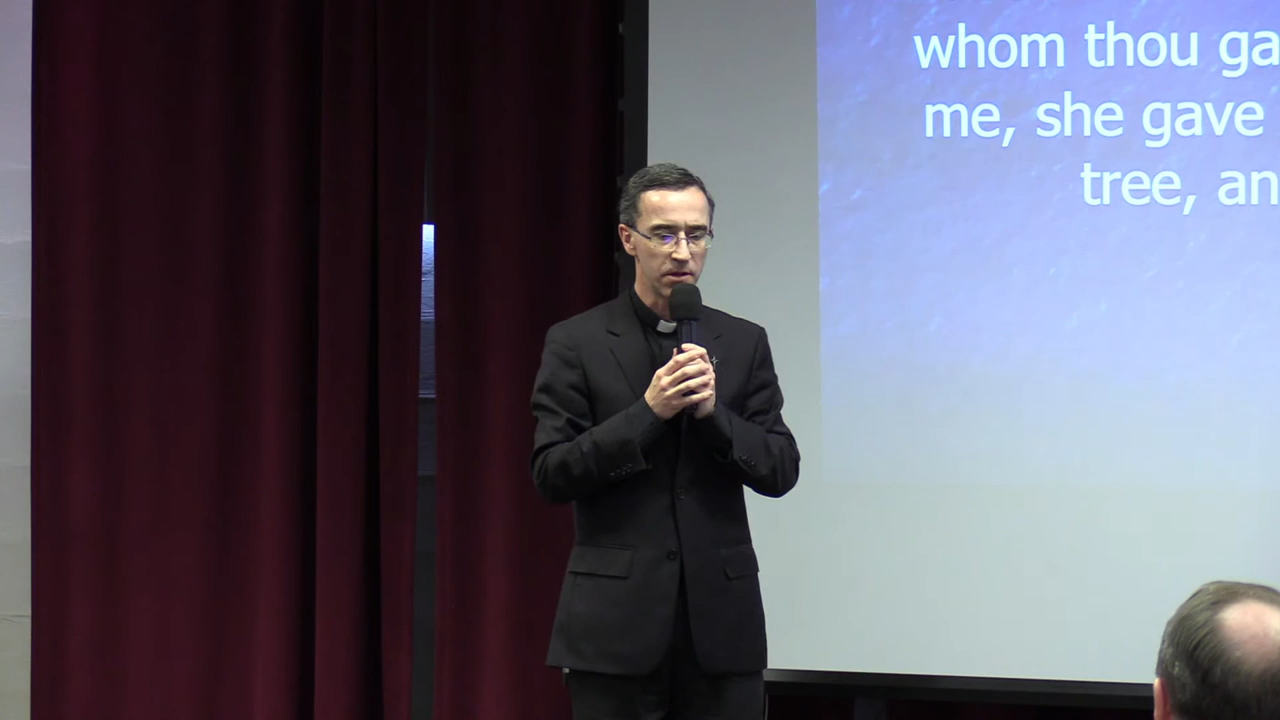 whom thou ga
me, she gave
tree, an